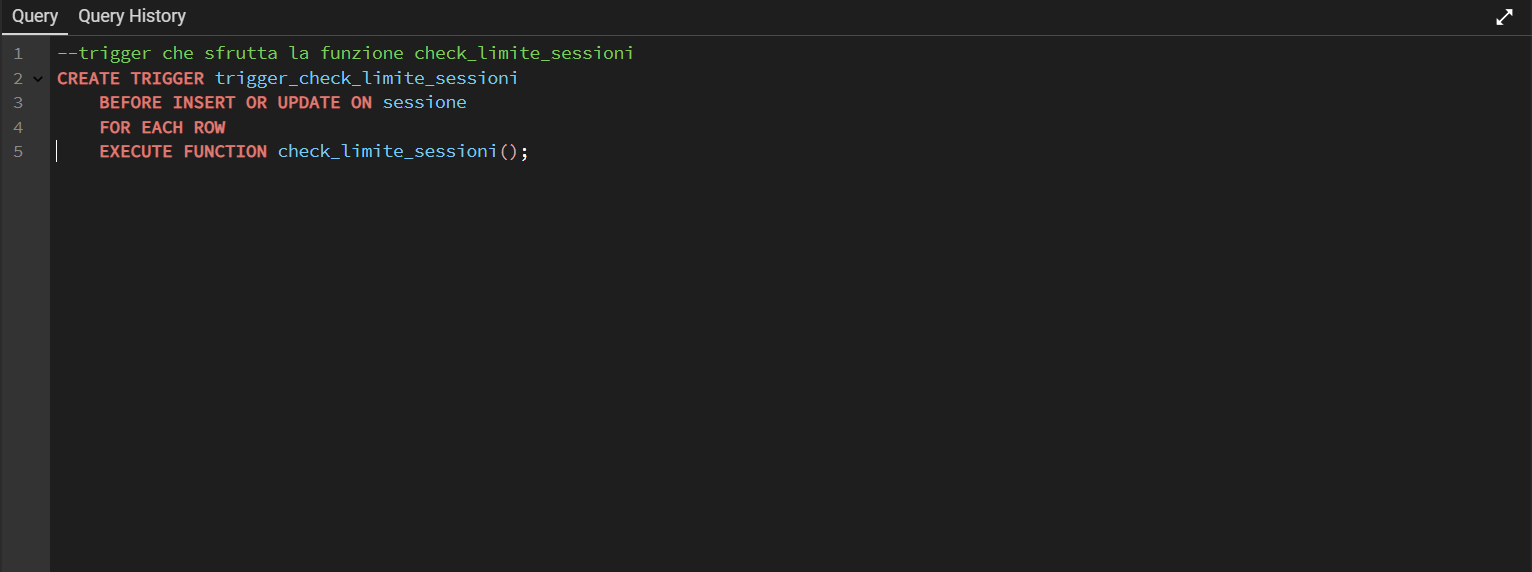 Query Query History
1 --trigger che sfrutta la funzione check_limite_sessioni
2 CREATE TRIGGER trigger_check_limite_sessioni
3 BEFORE INSERT OR UPDATE ON sessione
4 FOR EACH ROW
5 EXECUTE FUNCTION check_limite_sessioni();